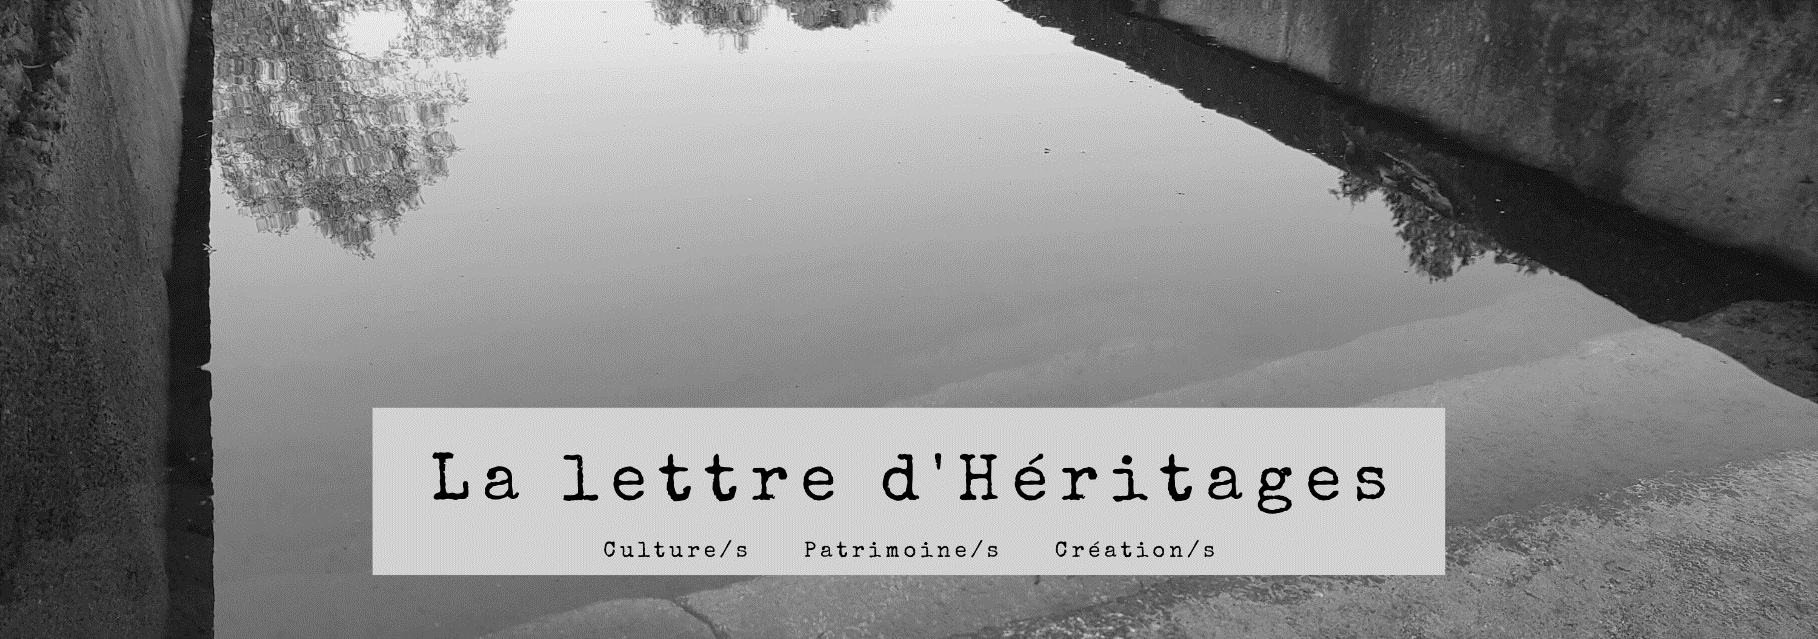 La lettre d'Héritages
Culture/s Patrimoine/s Création/s